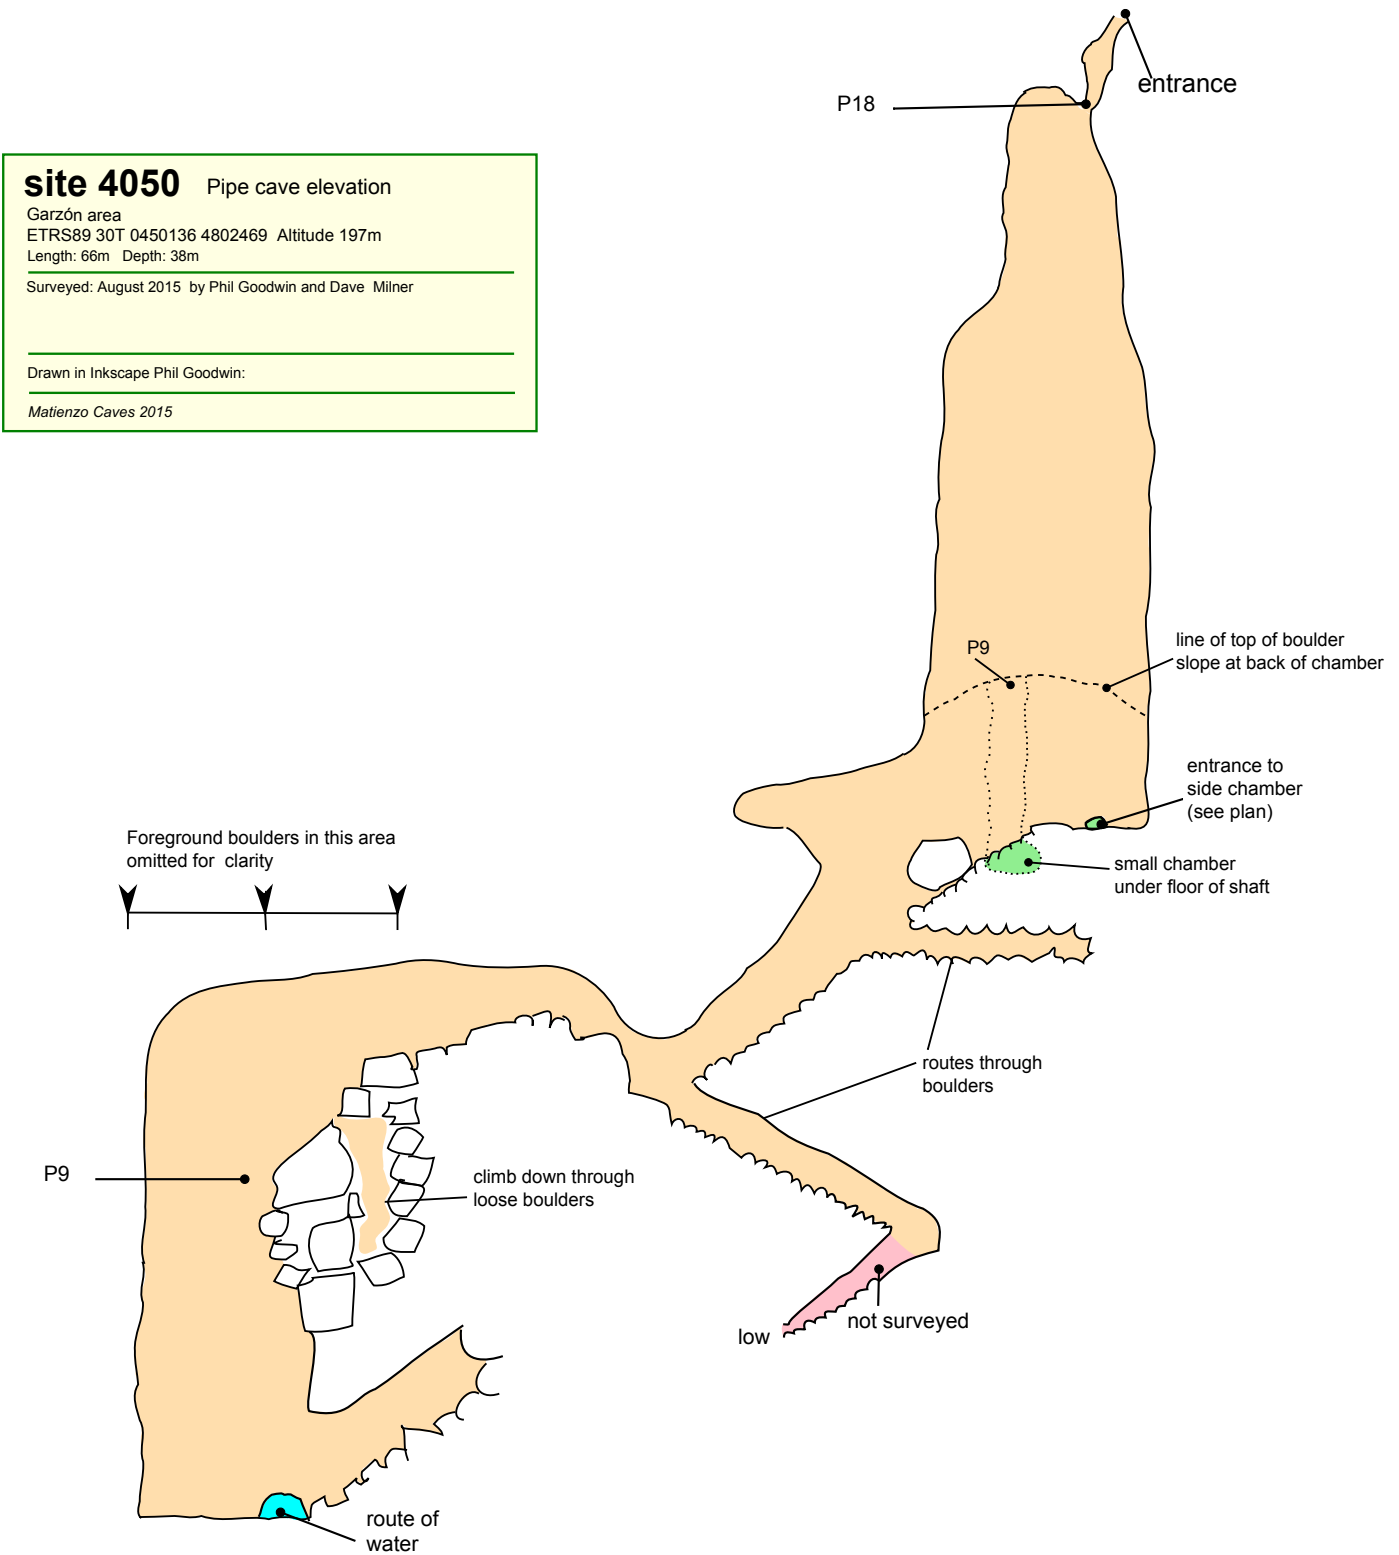 entrance
P18
site 4050 Pipe cave elevation
Garzón area
ETRS89 30T 0450136 4802469 Altitude 197m
Length: 66m Depth: 38m
Surveyed: August 2015 by Phil Goodwin and Dave Milner
Drawn in Inkscape Phil Goodwin:
Matienzo Caves 2015
P9
line of top of boulder
slope at back of chamber
entrance to
side chamber
(see plan)
small chamber
under floor of shaft
Foreground boulders in this area
omitted for clarity
routes through
boulders
P9
climb down through
loose boulders
not surveyed
low
route of
water